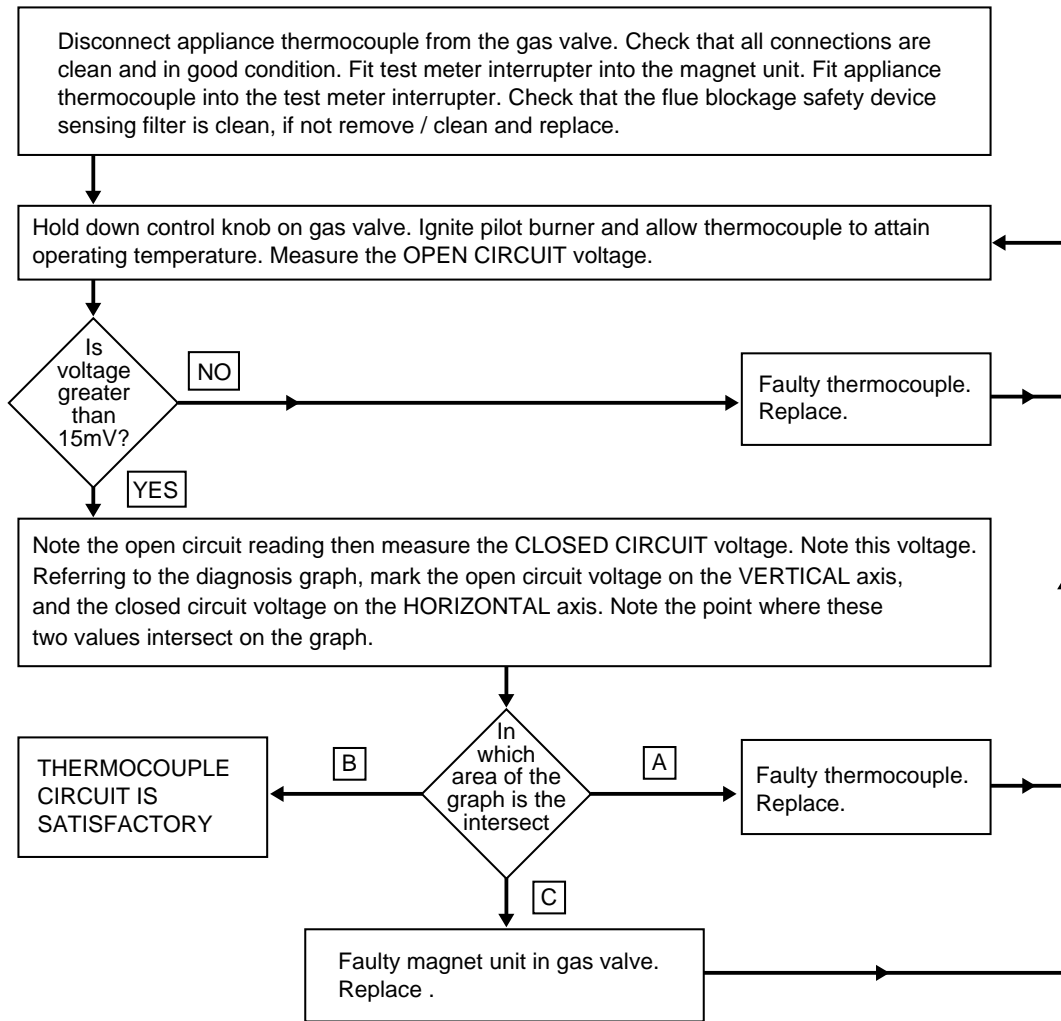 Disconnect appliance thermocouple from the gas valve. Check that all connections are
clean and in good condition. Fit test meter interrupter into the magnet unit. Fit appliance
thermocouple into the test meter interrupter. Check that the flue blockage safety device
sensing filter is clean, if not remove / clean and replace.
Hold down control knob on gas valve. Ignite pilot burner and allow thermocouple to attain
operating temperature. Measure the OPEN CIRCUIT voltage.
Is
voltage
greater
than
15mV?
NO
Faulty thermocouple.
Replace.
YES
Note the open circuit reading then measure the CLOSED CIRCUIT voltage. Note this voltage.
Referring to the diagnosis graph, mark the open circuit voltage on the VERTICAL axis,
and the closed circuit voltage on the HORIZONTAL axis. Note the point where these
two values intersect on the graph.
In
which
area of the
graph is the
intersect
B
THERMOCOUPLE
CIRCUIT IS
SATISFACTORY
A
Faulty thermocouple.
Replace.
C
Faulty magnet unit in gas valve.
Replace .